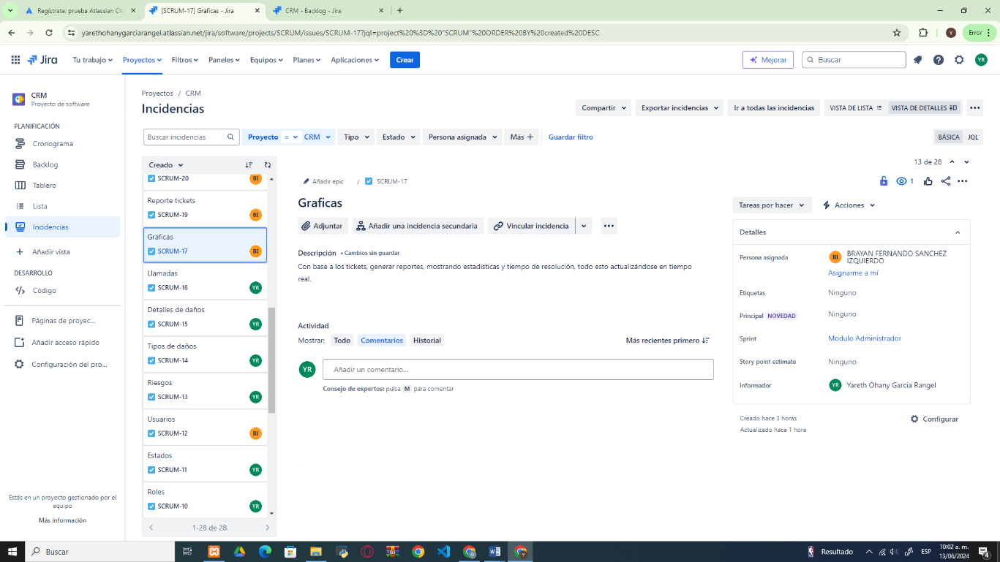 Regístrate: prueba Atlassian Clo
[SCRUM-17] Graficas - Jira
CRM - Backlog - Jira
yarethohanygarciarangel.atlassian.net/jira/software/projects/SCRUM/issues/SCRUM-17?jql=project%20%3D%20"SCRUM"%20ORDER%20BY%20created%20DESC
Y
Error
Jira
Tu trabajo
Proyectos
Filtros
Paneles
Equipos
Planes
Aplicaciones
Crear
Mejorar
Buscar
YR
CRM
Proyecto de software
PLANIFICACIÓN
Cronograma
Backlog
Tablero
Lista
Incidencias
Añadir vista
DESARROLLO
Código
Páginas de proyec...
Añadir acceso rápido
Configuración del pro...
Estás en un proyecto gestionado por el
equipo
Más información
Proyectos / CRM
Incidencias
Compartir
Exportar incidencias
Ir a todas las incidencias
VISTA DE LISTA
VISTA DE DETALLES
Buscar incidencias
Proyecto = CRM
Tipo
Estado
Persona asignada
Más +
Guardar filtro
BÁSICA
JQL
Creado
SCRUM-20 BI
Reporte tickets
SCRUM-19 BI
Graficas
SCRUM-17 BI
Llamadas
SCRUM-16 YR
Detalles de daños
SCRUM-15 YR
Tipos de daños
SCRUM-14 YR
Riesgos
SCRUM-13 YR
Usuarios
SCRUM-12 BI
Estados
SCRUM-11 YR
Roles
SCRUM-10 YR
1-28 de 28
13 de 28
Añadir epic / SCRUM-17
1
Graficas
Adjuntar
Añadir una incidencia secundaria
Vincular incidencia
Descripción • Cambios sin guardar
Con base a los tickets, generar reportes, mostrando estadísticas y tiempo de resolución, todo esto actualizándose en tiempo
real.
Actividad
Mostrar: Todo Comentarios Historial
Más recientes primero
YR
Añadir un comentario...
Consejo de expertos: pulsa M para comentar
Tareas por hacer
Acciones
Detalles
Persona asignada
BI BRAYAN FERNANDO SANCHEZ
IZQUIERDO
Asignarme a mí
Etiquetas Ninguno
Principal NOVEDAD Ninguno
Sprint Modulo Administrador
Story point estimate Ninguno
Informador YR Yareth Ohany Garcia Rangel
Creado hace 3 horas
Actualizado hace 1 hora
Configurar
Buscar
Resultado
ESP
10:02 a. m.
13/06/2024
4